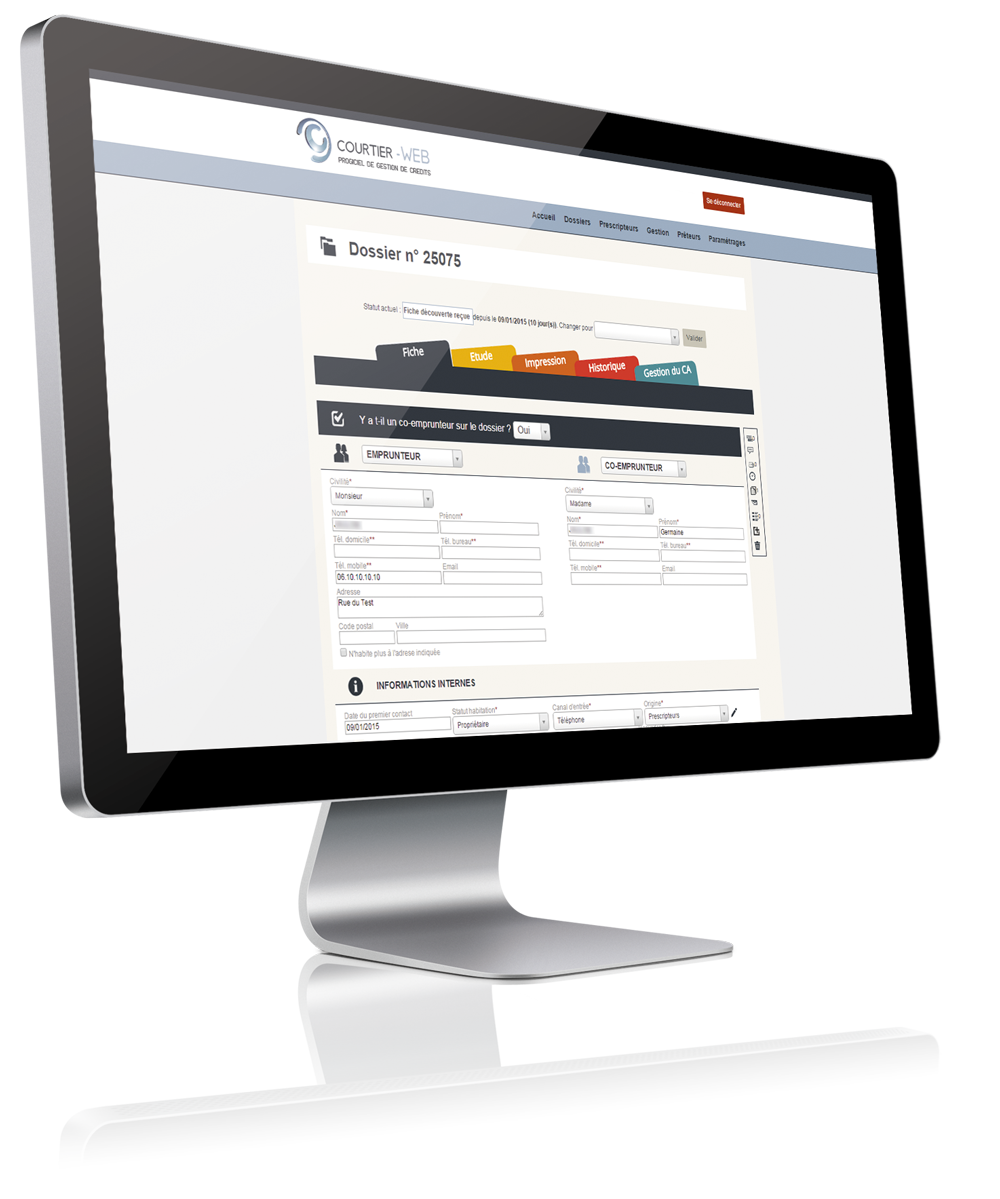 COURTIER -WEB
PROGICIEL DE GESTION DE CREDITS
Se déconnecter
Accueil Dossiers Prescripteurs Gestion Prêteurs Paramétrages
Dossier n° 25075
Statut actuel : Fiche découverte reçue depuis le 09/01/2015 (10 jour(s)). Changer pour Valider
Fiche Etude Impression Historique Gestion du CA
Y a t-il un co-emprunteur sur le dossier ? Oui
EMPRUNTEUR CO-EMPRUNTEUR
Civilité* Civilité*
Monsieur Madame
Nom* Prénom* Nom* Prénom*
Germaine
Tél. domicile** Tél. bureau** Tél. domicile** Tél. bureau**
Tél. mobile** Email Tél. mobile** Email
06.10.10.10.10
Adresse
Rue du Test
Code postal Ville
N'habite plus à l'adrese indiquée
INFORMATIONS INTERNES
Date du premier contact Statut habitation* Canal d'entrée* Origine*
09/01/2015 Propriétaire Téléphone Prescripteurs